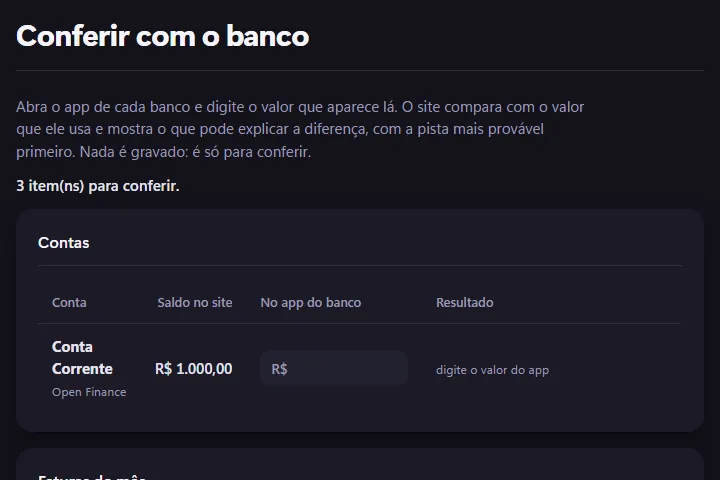 Conferir com o banco
Abra o app de cada banco e digite o valor que aparece lá. O site compara com o valor
que ele usa e mostra o que pode explicar a diferença, com a pista mais provável
primeiro. Nada é gravado: é só para conferir.
3 item(ns) para conferir.
Contas
Conta Saldo no site No app do banco Resultado
Conta
Corrente R$ 1.000,00 R$ digite o valor do app
Open Finance
Faturas do mês